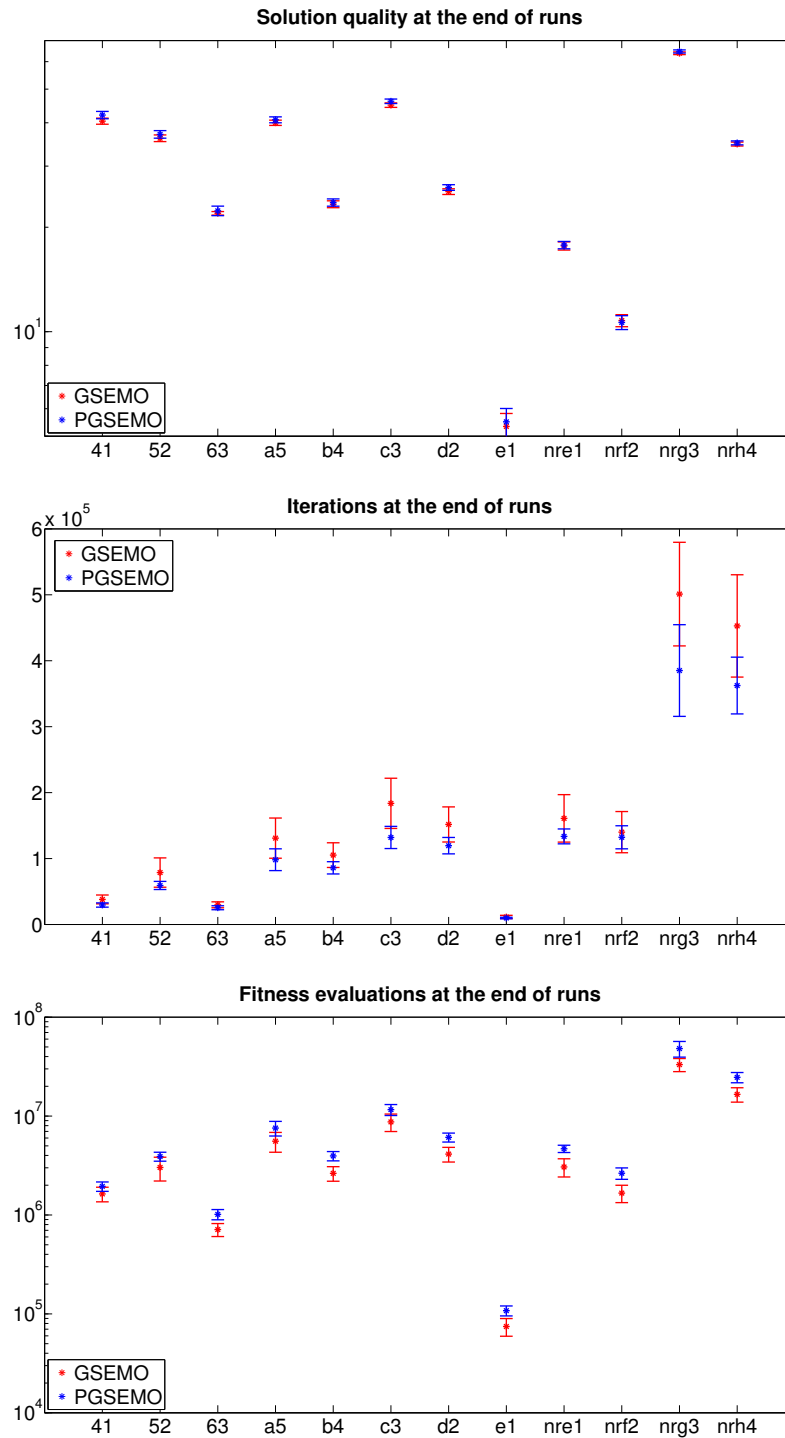 Solution quality at the end of runs
10^1
GSEMO
PGSEMO
41 52 63 a5 b4 c3 d2 e1 nre1 nrf2 nrg3 nrh4
Iterations at the end of runs
x 10^5
6
5
4
3
2
1
0
GSEMO
PGSEMO
41 52 63 a5 b4 c3 d2 e1 nre1 nrf2 nrg3 nrh4
Fitness evaluations at the end of runs
10^8
10^7
10^6
10^5
10^4
GSEMO
PGSEMO
41 52 63 a5 b4 c3 d2 e1 nre1 nrf2 nrg3 nrh4